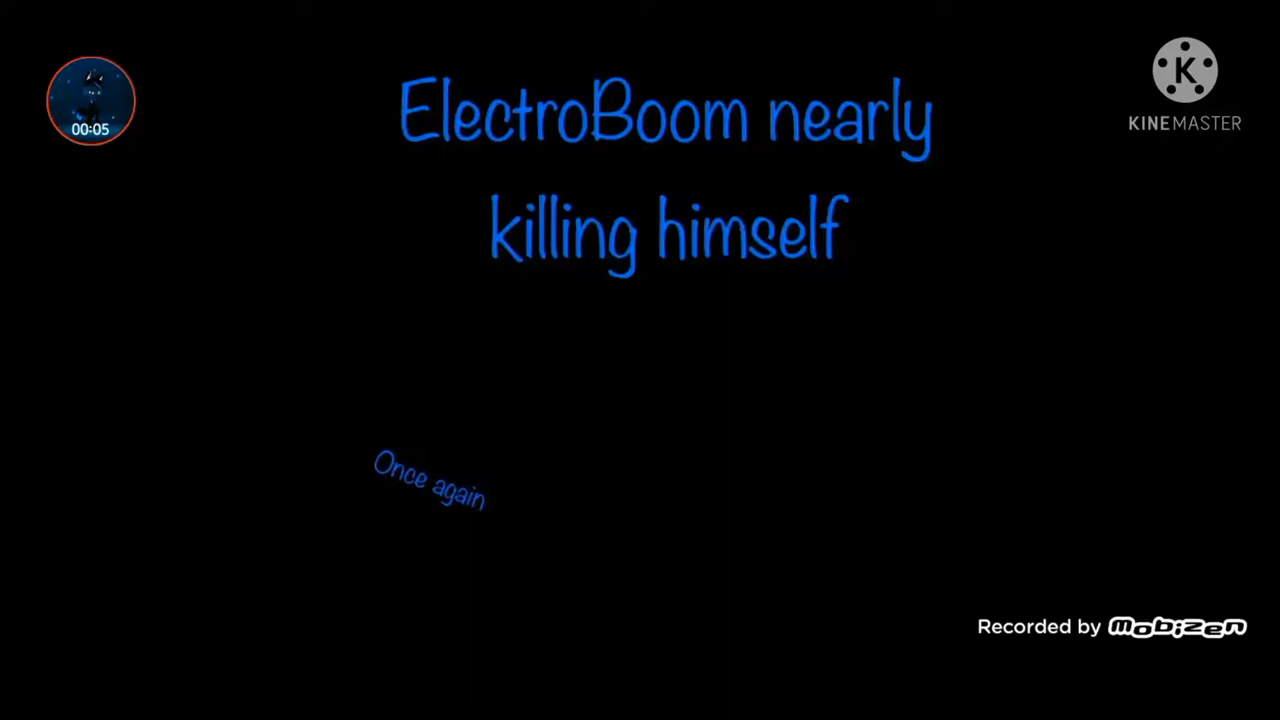 ElectroBoom nearly
killing himself
00:05
K
KINEMASTER
Once again
Recorded by mobizen